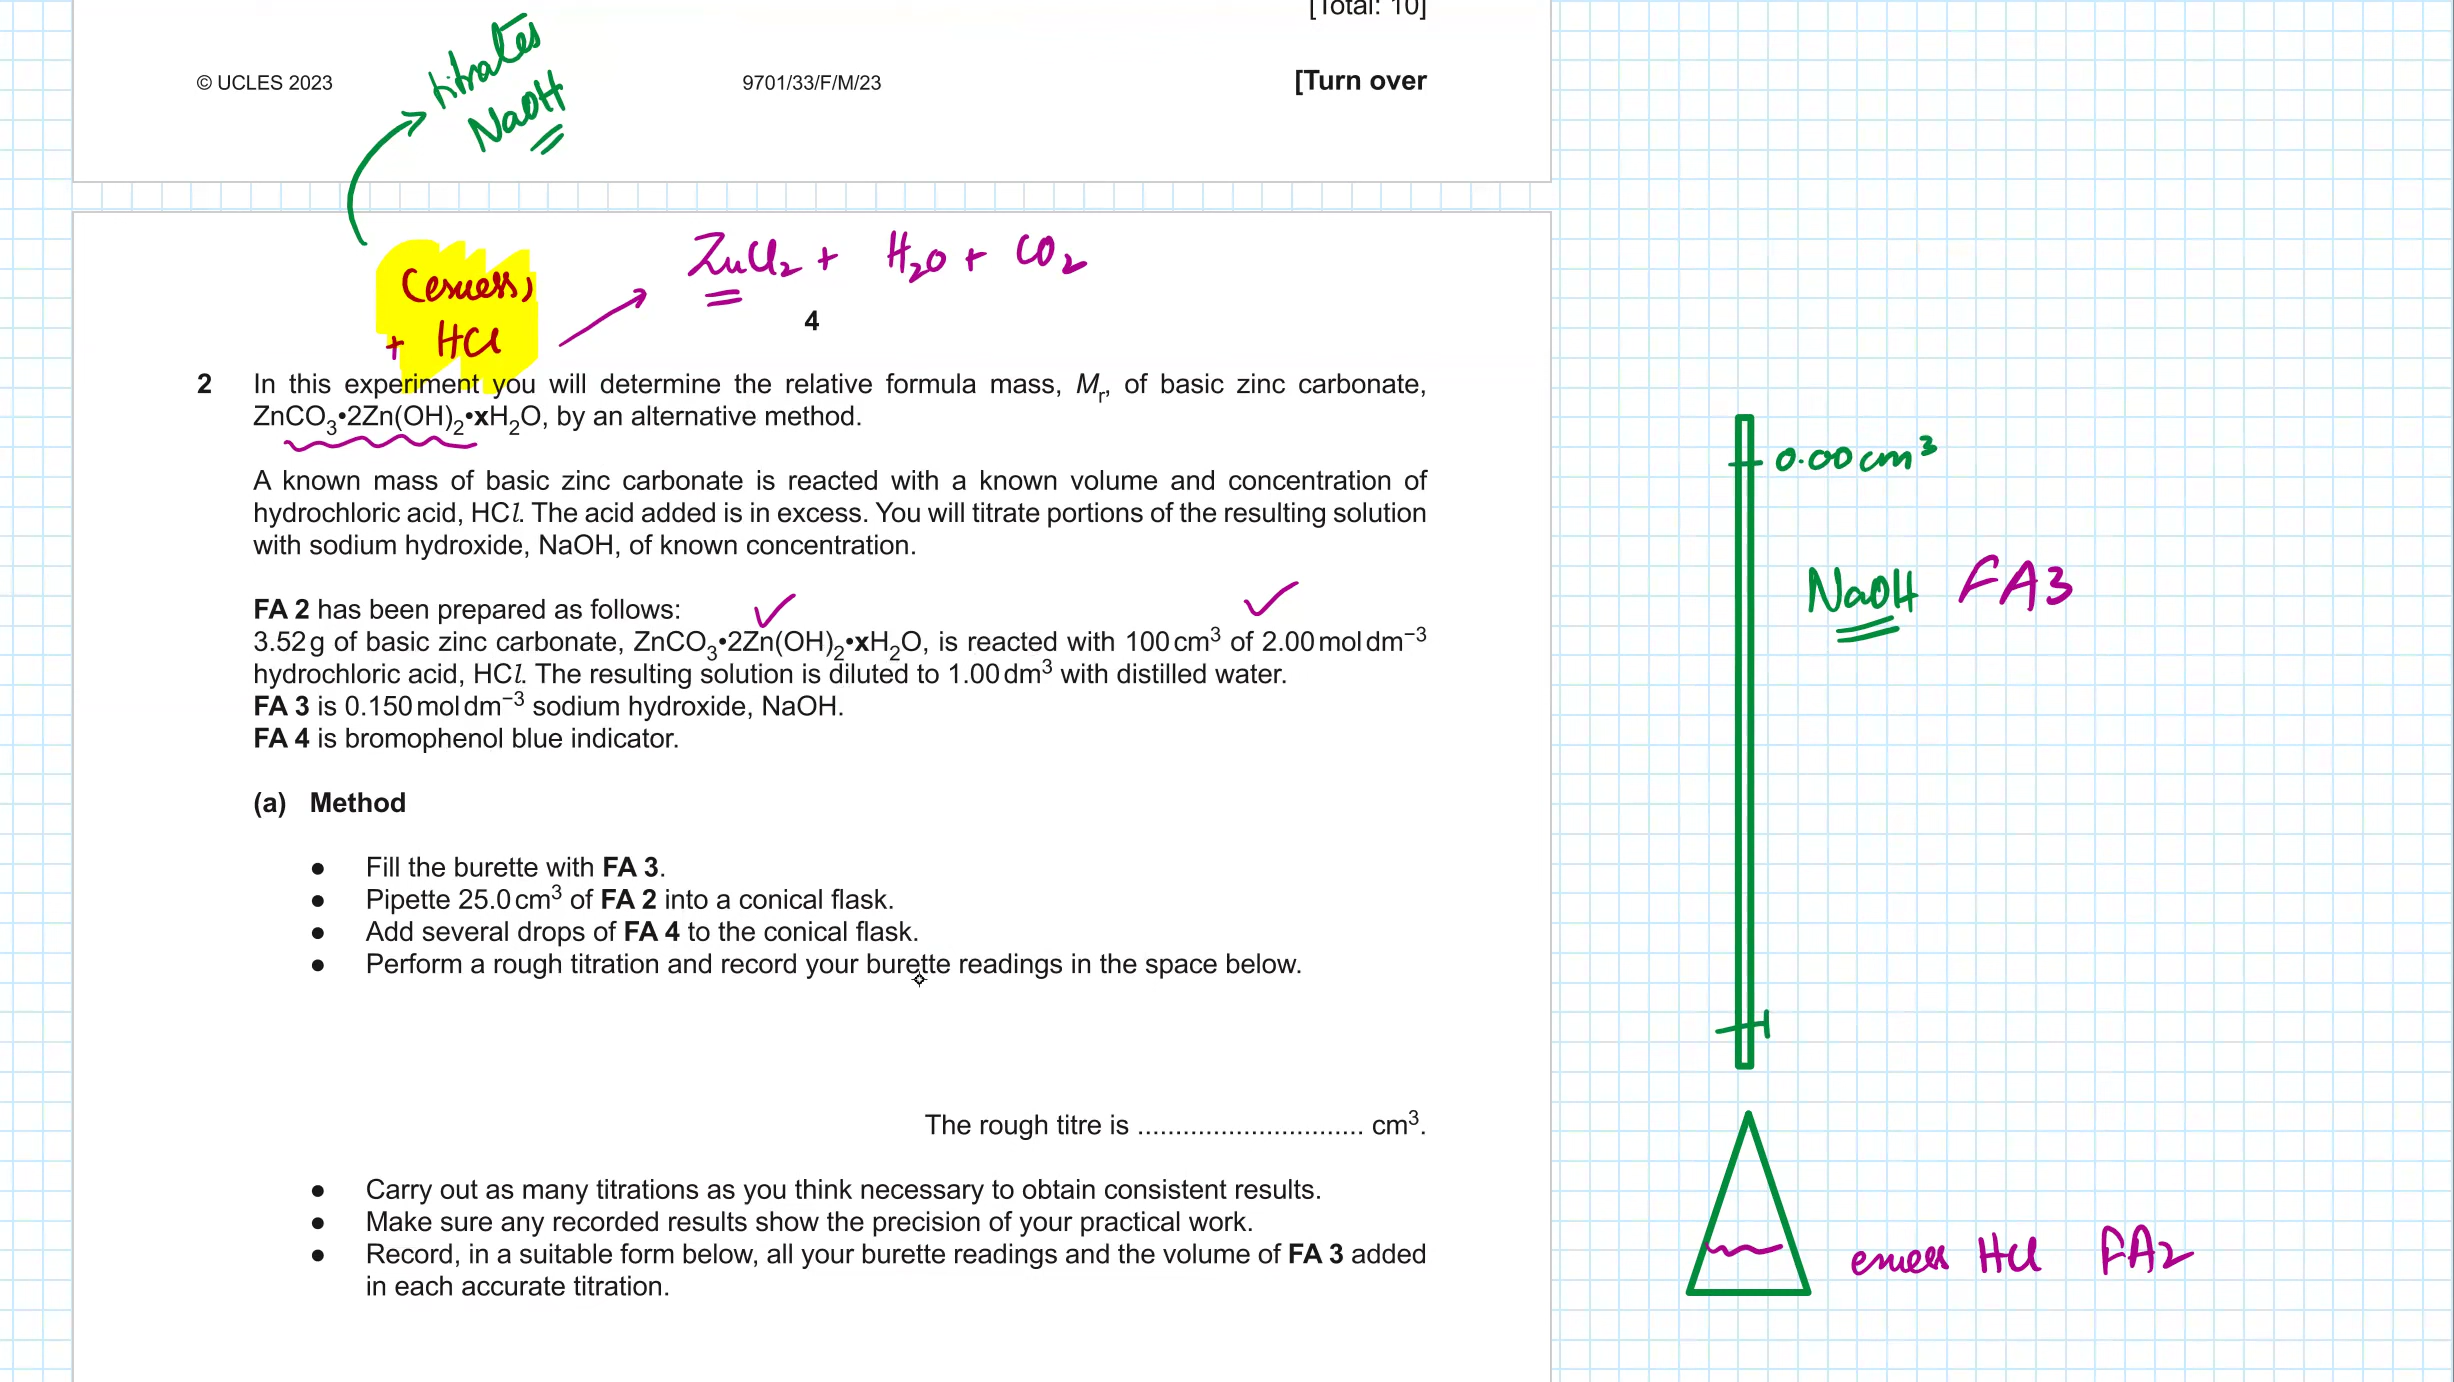 [Total: 10]
titrates
NaOH
© UCLES 2023 9701/33/F/M/23 [Turn over
(excess)
+ HCl
ZnCl₂ + H₂O + CO₂
4
2 In this experiment you will determine the relative formula mass, Mᵣ, of basic zinc carbonate,
ZnCO₃•2Zn(OH)₂•xH₂O, by an alternative method.
A known mass of basic zinc carbonate is reacted with a known volume and concentration of
hydrochloric acid, HCl. The acid added is in excess. You will titrate portions of the resulting solution
with sodium hydroxide, NaOH, of known concentration.
FA 2 has been prepared as follows:
3.52 g of basic zinc carbonate, ZnCO₃•2Zn(OH)₂•xH₂O, is reacted with 100 cm³ of 2.00 mol dm⁻³
hydrochloric acid, HCl. The resulting solution is diluted to 1.00 dm³ with distilled water.
FA 3 is 0.150 mol dm⁻³ sodium hydroxide, NaOH.
FA 4 is bromophenol blue indicator.
(a) Method
● Fill the burette with FA 3.
● Pipette 25.0 cm³ of FA 2 into a conical flask.
● Add several drops of FA 4 to the conical flask.
● Perform a rough titration and record your burette readings in the space below.
The rough titre is .............................. cm³.
● Carry out as many titrations as you think necessary to obtain consistent results.
● Make sure any recorded results show the precision of your practical work.
● Record, in a suitable form below, all your burette readings and the volume of FA 3 added
in each accurate titration.
0.00 cm³
NaOH FA3
excess HCl FA2